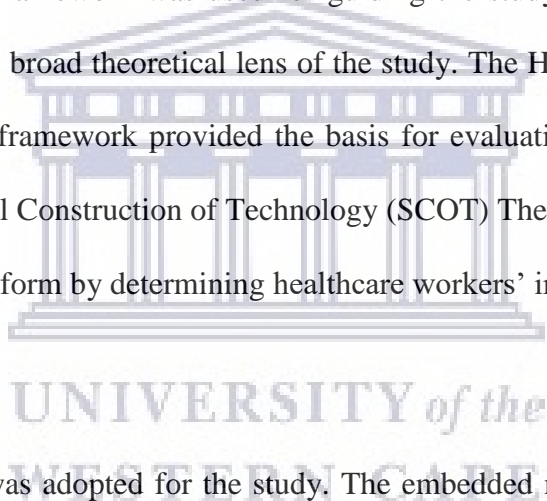 was used for guiding the study
broad theoretical lens of the study. The H
framework provided the basis for evaluati
l Construction of Technology (SCOT) The
form by determining healthcare workers' in
UNIVERSITY of the
was adopted for the study. The embedded
WESTERN CAPE